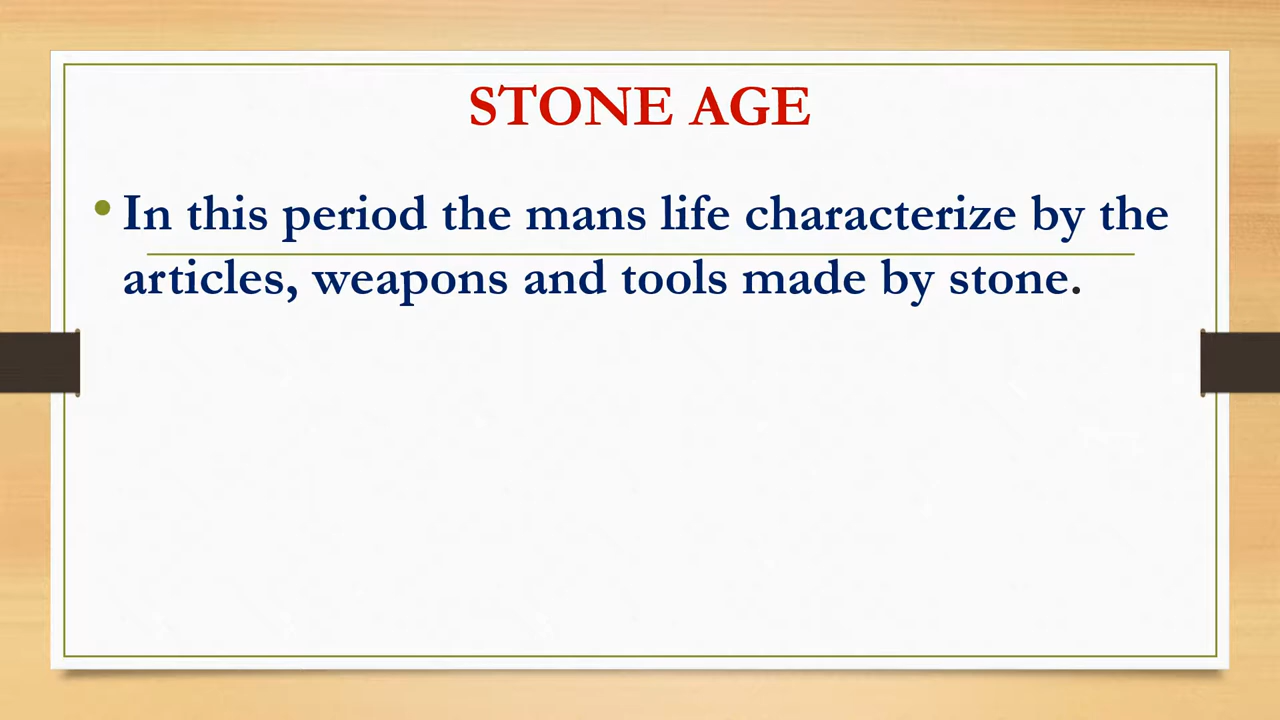 STONE AGE
• In this period the mans life characterize by the
articles, weapons and tools made by stone.